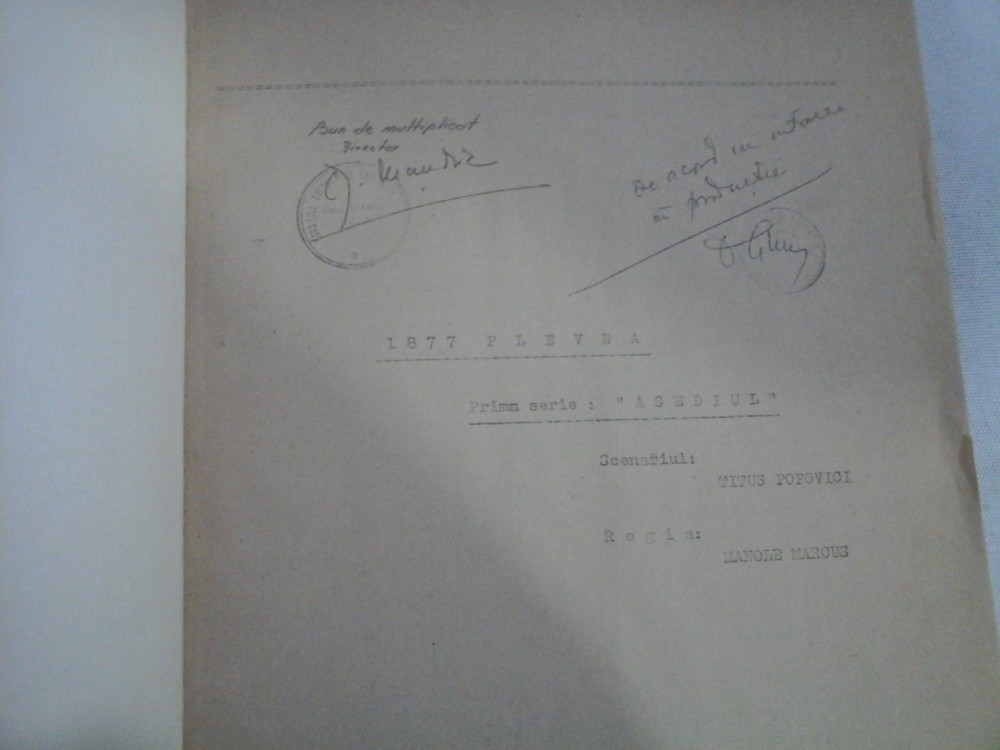 Bun de multiplicat
Director
De acord cu intrarea
în producție
1877 PLEVNA
Prima serie : "ASEDIUL"
Scenariul:
TITUS POPOVICI
Regia:
MANOLE MARCUS